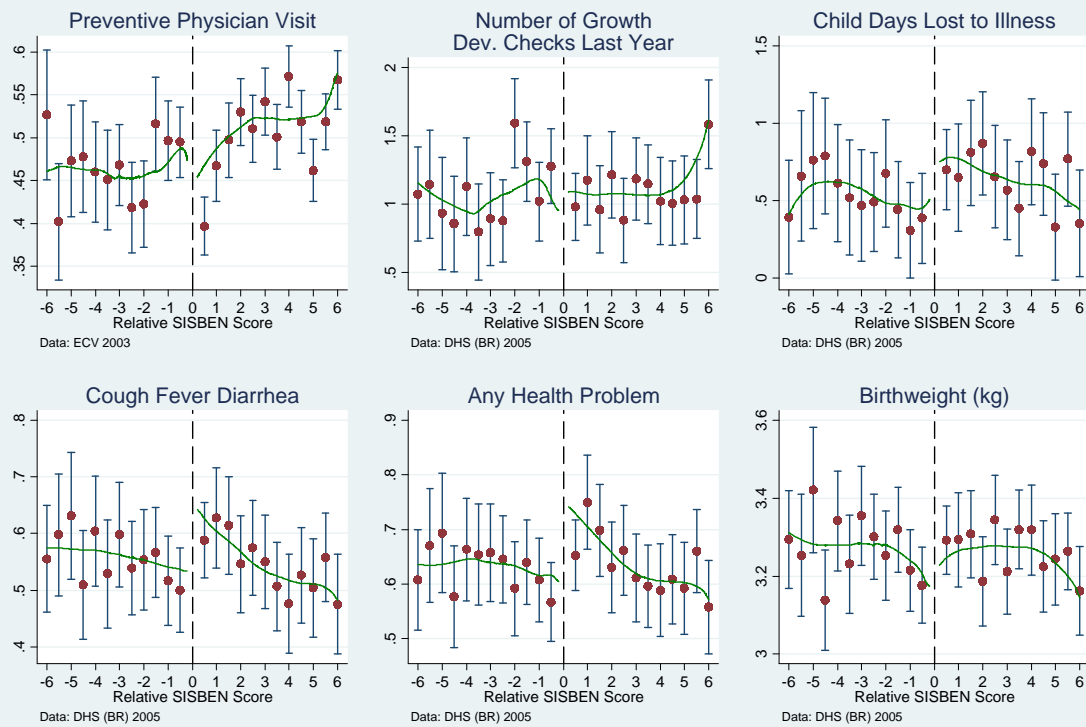 Preventive Physician Visit
.35 .4 .45 .5 .55 .6
-6 -5 -4 -3 -2 -1 0 1 2 3 4 5 6
Relative SISBEN Score
Data: ECV 2003
Number of Growth
Dev. Checks Last Year
.5 1 1.5 2
-6 -5 -4 -3 -2 -1 0 1 2 3 4 5 6
Relative SISBEN Score
Data: DHS (BR) 2005
Child Days Lost to Illness
0 .5 1 1.5
-6 -5 -4 -3 -2 -1 0 1 2 3 4 5 6
Relative SISBEN Score
Data: DHS (BR) 2005
Cough Fever Diarrhea
.4 .5 .6 .7 .8
-6 -5 -4 -3 -2 -1 0 1 2 3 4 5 6
Relative SISBEN Score
Data: DHS (BR) 2005
Any Health Problem
.5 .6 .7 .8 .9
-6 -5 -4 -3 -2 -1 0 1 2 3 4 5 6
Relative SISBEN Score
Data: DHS (BR) 2005
Birthweight (kg)
3 3.2 3.4 3.6
-6 -5 -4 -3 -2 -1 0 1 2 3 4 5 6
Relative SISBEN Score
Data: DHS (BR) 2005